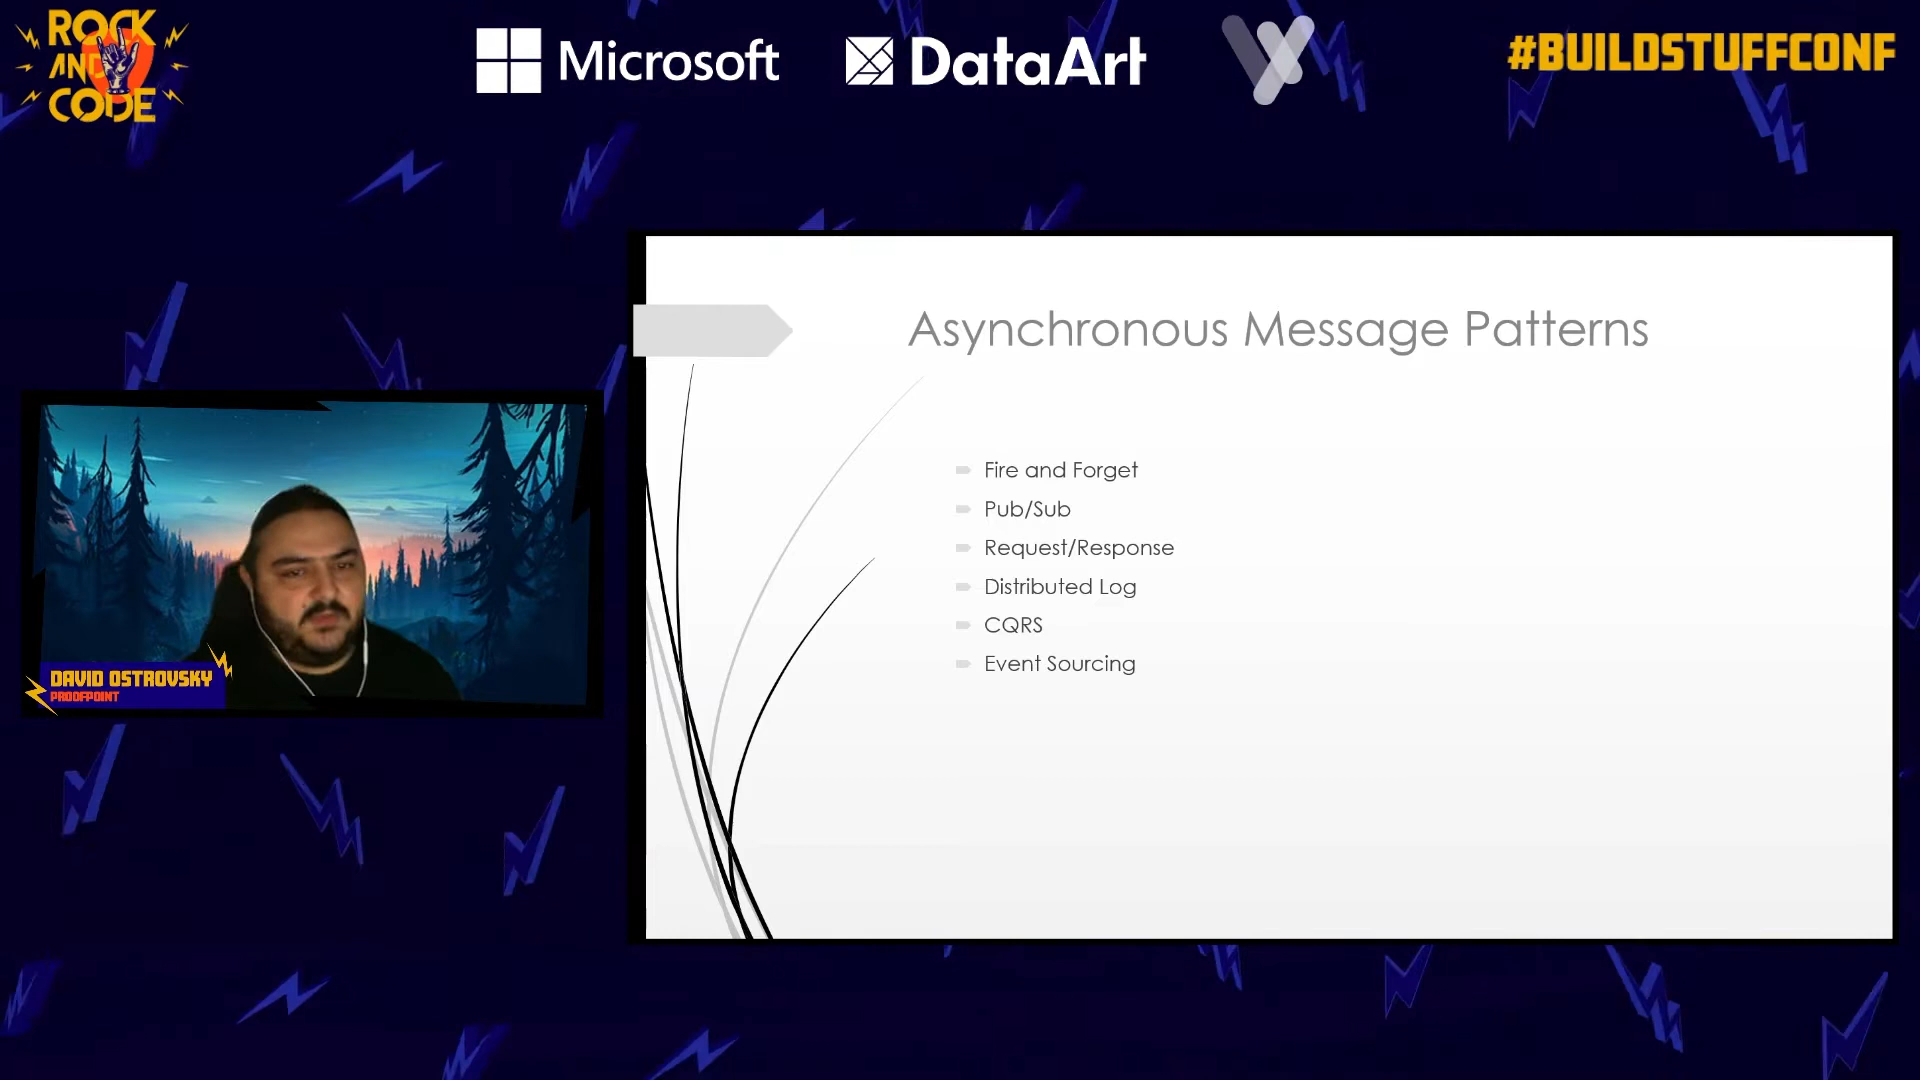 ROCK
AND
CODE
Microsoft
DataArt
#BUILDSTUFFCONF
Asynchronous Message Patterns
Fire and Forget
Pub/Sub
Request/Response
Distributed Log
CQRS
Event Sourcing
DAVID OSTROVSKY
PROOFPOINT